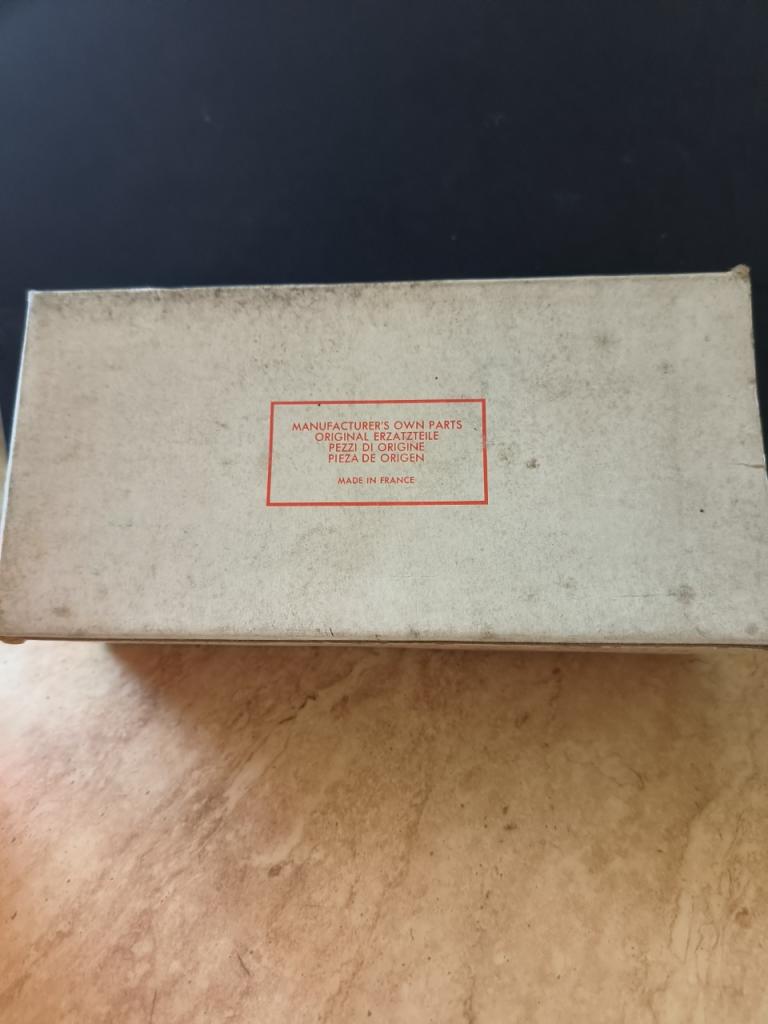 MANUFACTURER'S OWN PARTS
ORIGINAL ERZATZTEILE
PEZZI DI ORIGINE
PIEZA DE ORIGEN
MADE IN FRANCE